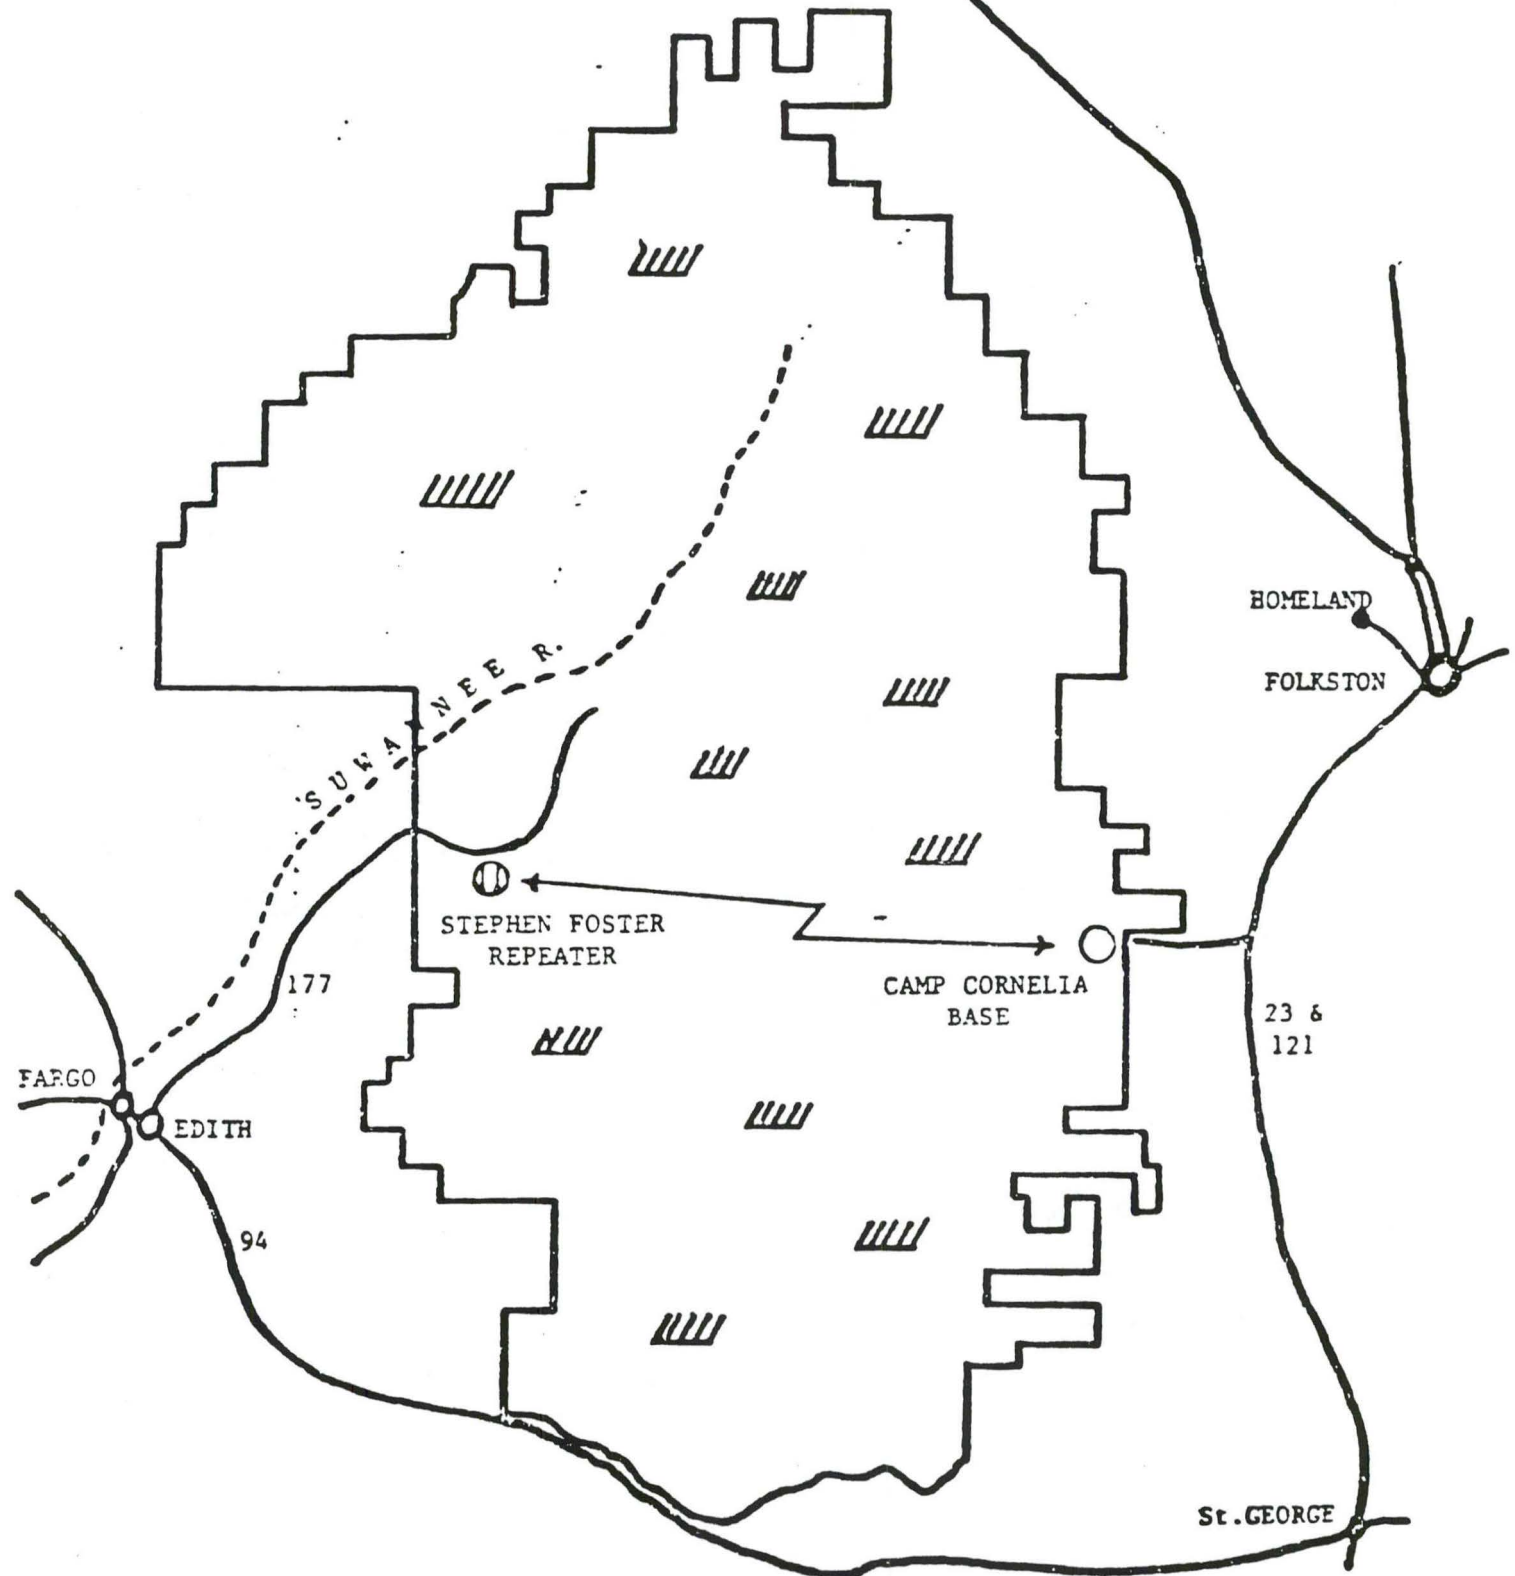 HOMELAND
FOLKSTON
SUWANNEE R.
STEPHEN FOSTER
REPEATER
CAMP CORNELIA
BASE
177
23 &
121
FARGO
EDITH
94
St.GEORGE